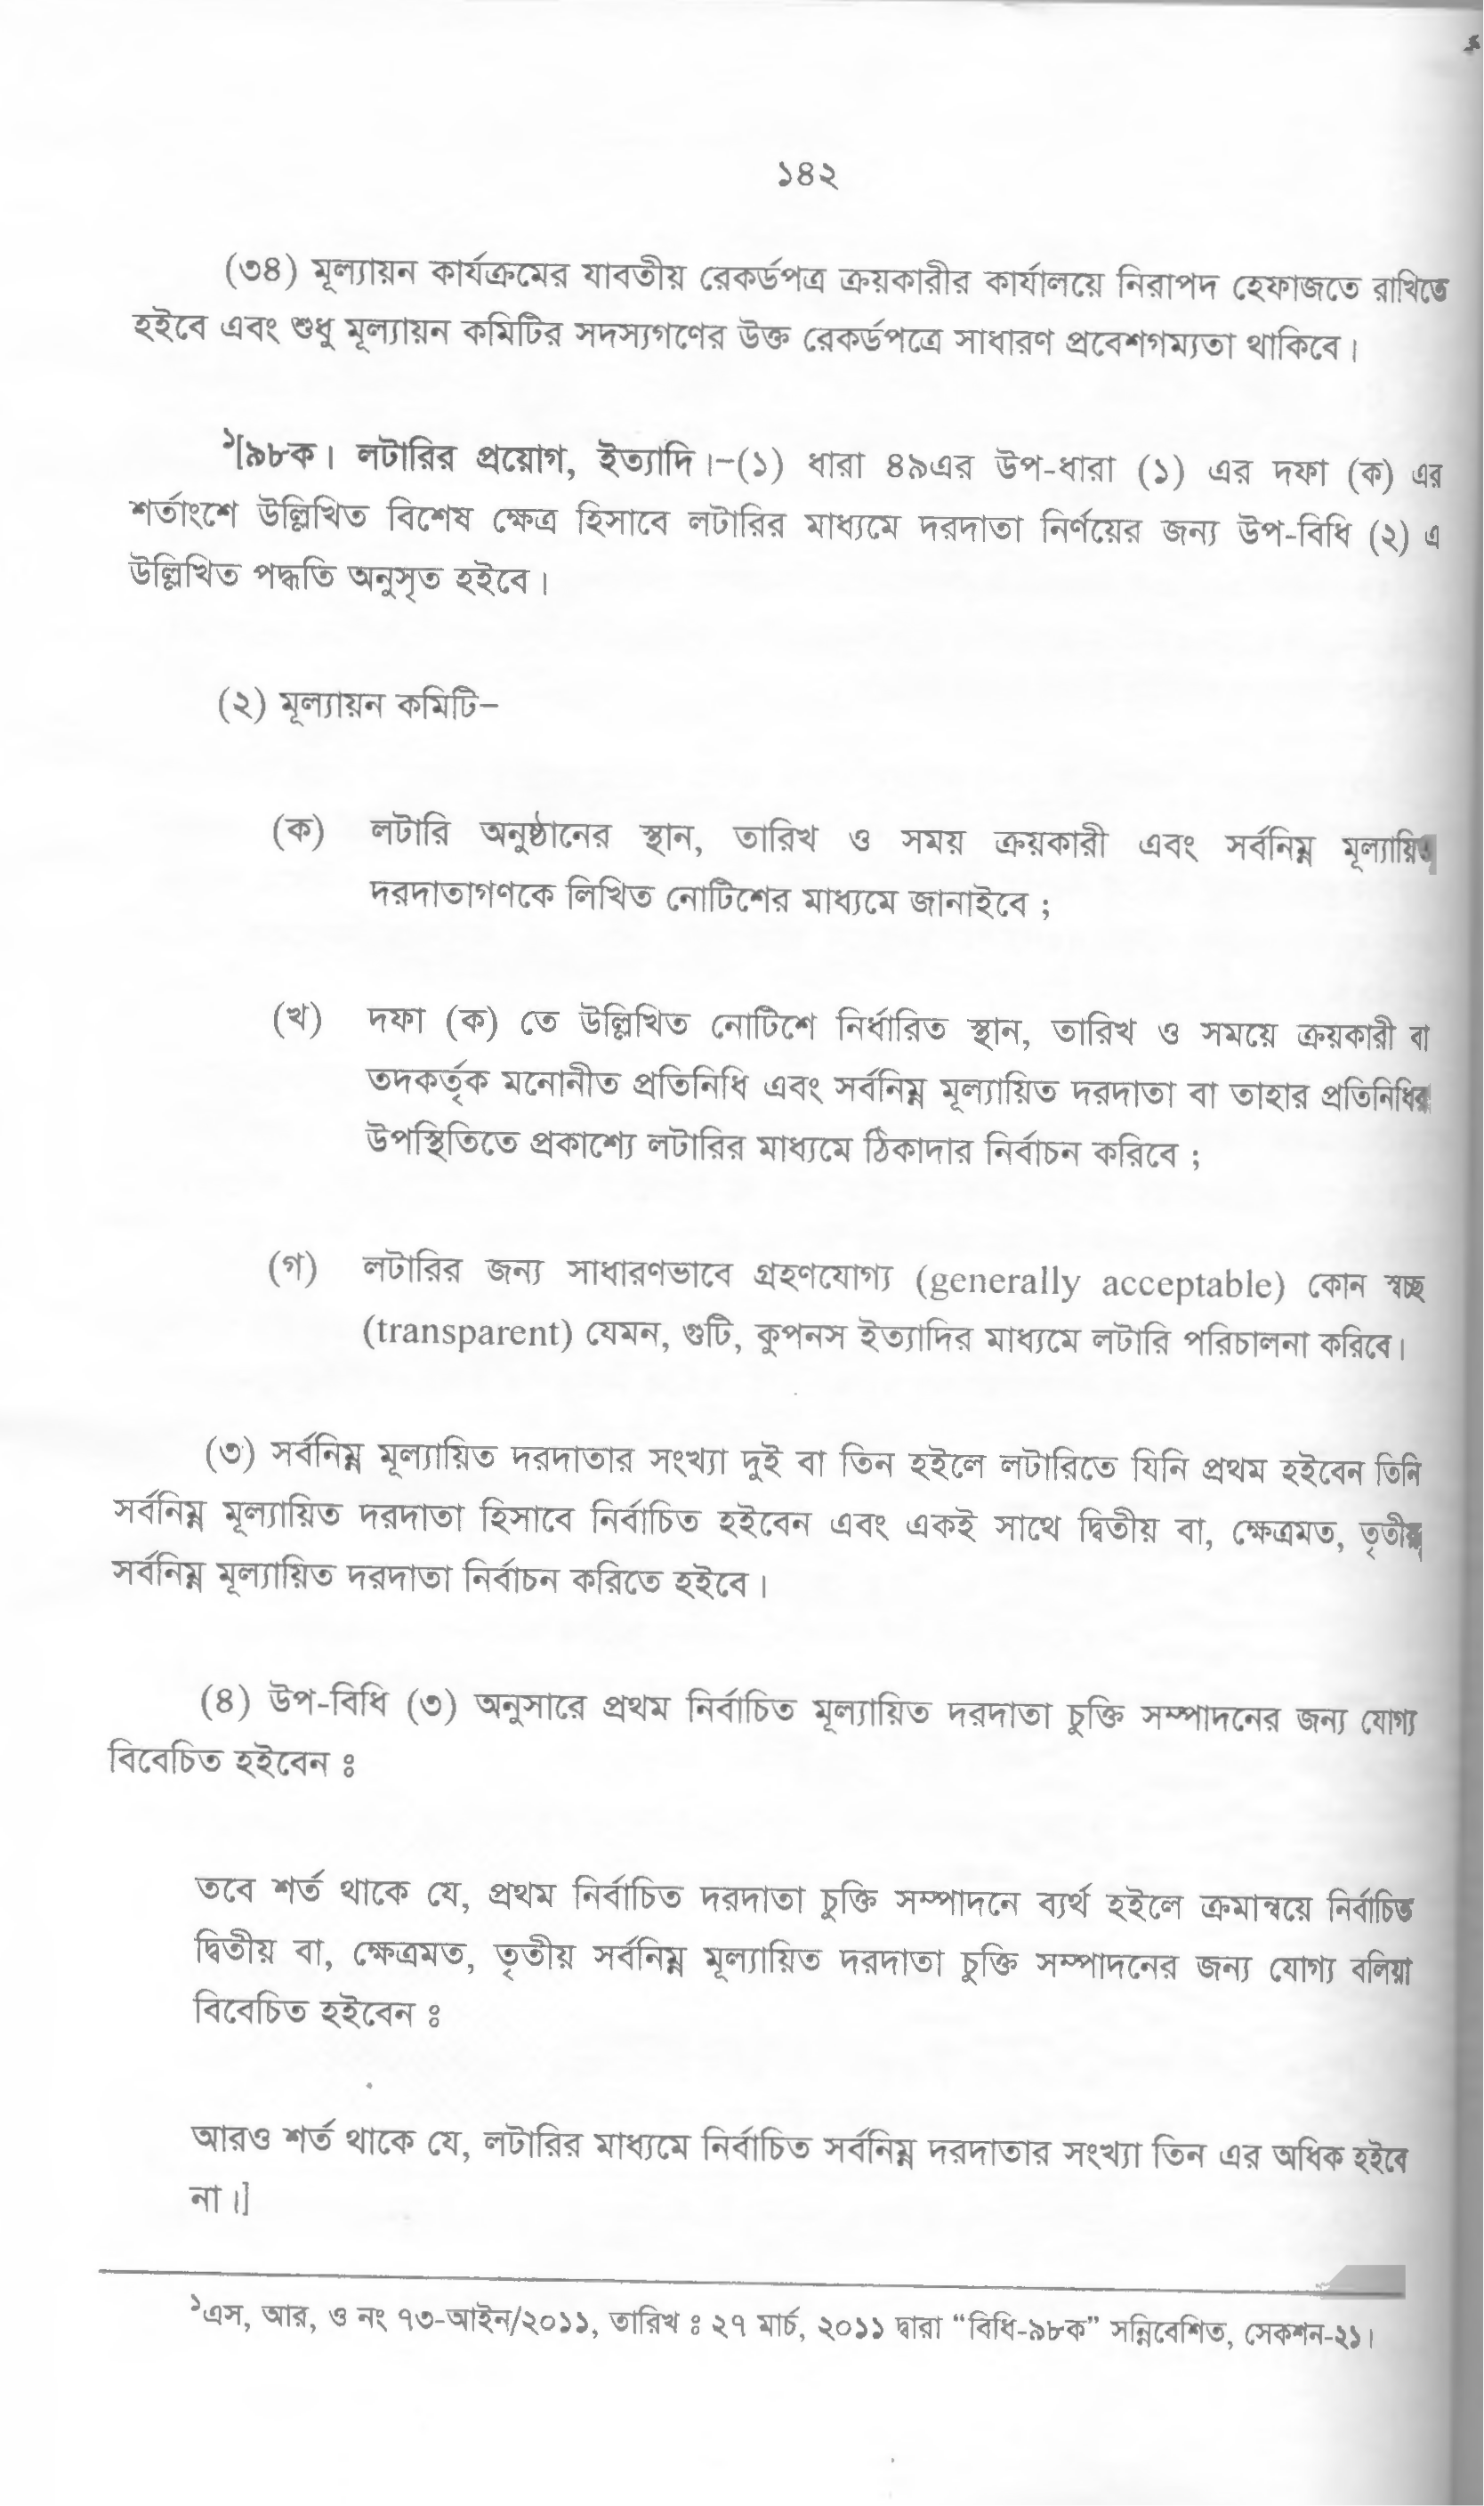 ১৪২
(৩৪) মূল্যায়ন কার্যক্রমের যাবতীয় রেকর্ডপত্র ক্রয়কারীর কার্যালয়ে নিরাপদ হেফাজতে রাখিতে
হইবে এবং শুধু মূল্যায়ন কমিটির সদস্যগণের উক্ত রেকর্ডপত্রে সাধারণ প্রবেশগম্যতা থাকিবে।
১[৯৮ক। লটারির প্রয়োগ, ইত্যাদি।–(১) ধারা ৪৯এর উপ-ধারা (১) এর দফা (ক) এর
শর্তাংশে উল্লিখিত বিশেষ ক্ষেত্র হিসাবে লটারির মাধ্যমে দরদাতা নির্ণয়ের জন্য উপ-বিধি (২) এ
উল্লিখিত পদ্ধতি অনুসৃত হইবে।
(২) মূল্যায়ন কমিটি–
(ক) লটারি অনুষ্ঠানের স্থান, তারিখ ও সময় ক্রয়কারী এবং সর্বনিম্ন মূল্যায়িত
দরদাতাগণকে লিখিত নোটিশের মাধ্যমে জানাইবে ;
(খ) দফা (ক) তে উল্লিখিত নোটিশে নির্ধারিত স্থান, তারিখ ও সময়ে ক্রয়কারী বা
তদকর্তৃক মনোনীত প্রতিনিধি এবং সর্বনিম্ন মূল্যায়িত দরদাতা বা তাহার প্রতিনিধির
উপস্থিতিতে প্রকাশ্যে লটারির মাধ্যমে ঠিকাদার নির্বাচন করিবে ;
(গ) লটারির জন্য সাধারণভাবে গ্রহণযোগ্য (generally acceptable) কোন স্বচ্ছ
(transparent) যেমন, গুটি, কুপনস ইত্যাদির মাধ্যমে লটারি পরিচালনা করিবে।
(৩) সর্বনিম্ন মূল্যায়িত দরদাতার সংখ্যা দুই বা তিন হইলে লটারিতে যিনি প্রথম হইবেন তিনি
সর্বনিম্ন মূল্যায়িত দরদাতা হিসাবে নির্বাচিত হইবেন এবং একই সাথে দ্বিতীয় বা, ক্ষেত্রমত, তৃতীয়
সর্বনিম্ন মূল্যায়িত দরদাতা নির্বাচন করিতে হইবে।
(৪) উপ-বিধি (৩) অনুসারে প্রথম নির্বাচিত মূল্যায়িত দরদাতা চুক্তি সম্পাদনের জন্য যোগ্য
বিবেচিত হইবেন ঃ
তবে শর্ত থাকে যে, প্রথম নির্বাচিত দরদাতা চুক্তি সম্পাদনে ব্যর্থ হইলে ক্রমান্বয়ে নির্বাচিত
দ্বিতীয় বা, ক্ষেত্রমত, তৃতীয় সর্বনিম্ন মূল্যায়িত দরদাতা চুক্তি সম্পাদনের জন্য যোগ্য বলিয়া
বিবেচিত হইবেন ঃ
আরও শর্ত থাকে যে, লটারির মাধ্যমে নির্বাচিত সর্বনিম্ন দরদাতার সংখ্যা তিন এর অধিক হইবে
না।]
১এস, আর, ও নং ৭৩-আইন/২০১১, তারিখ ঃ ২৭ মার্চ, ২০১১ দ্বারা “বিধি-৯৮ক” সন্নিবেশিত, সেকশন-২১।